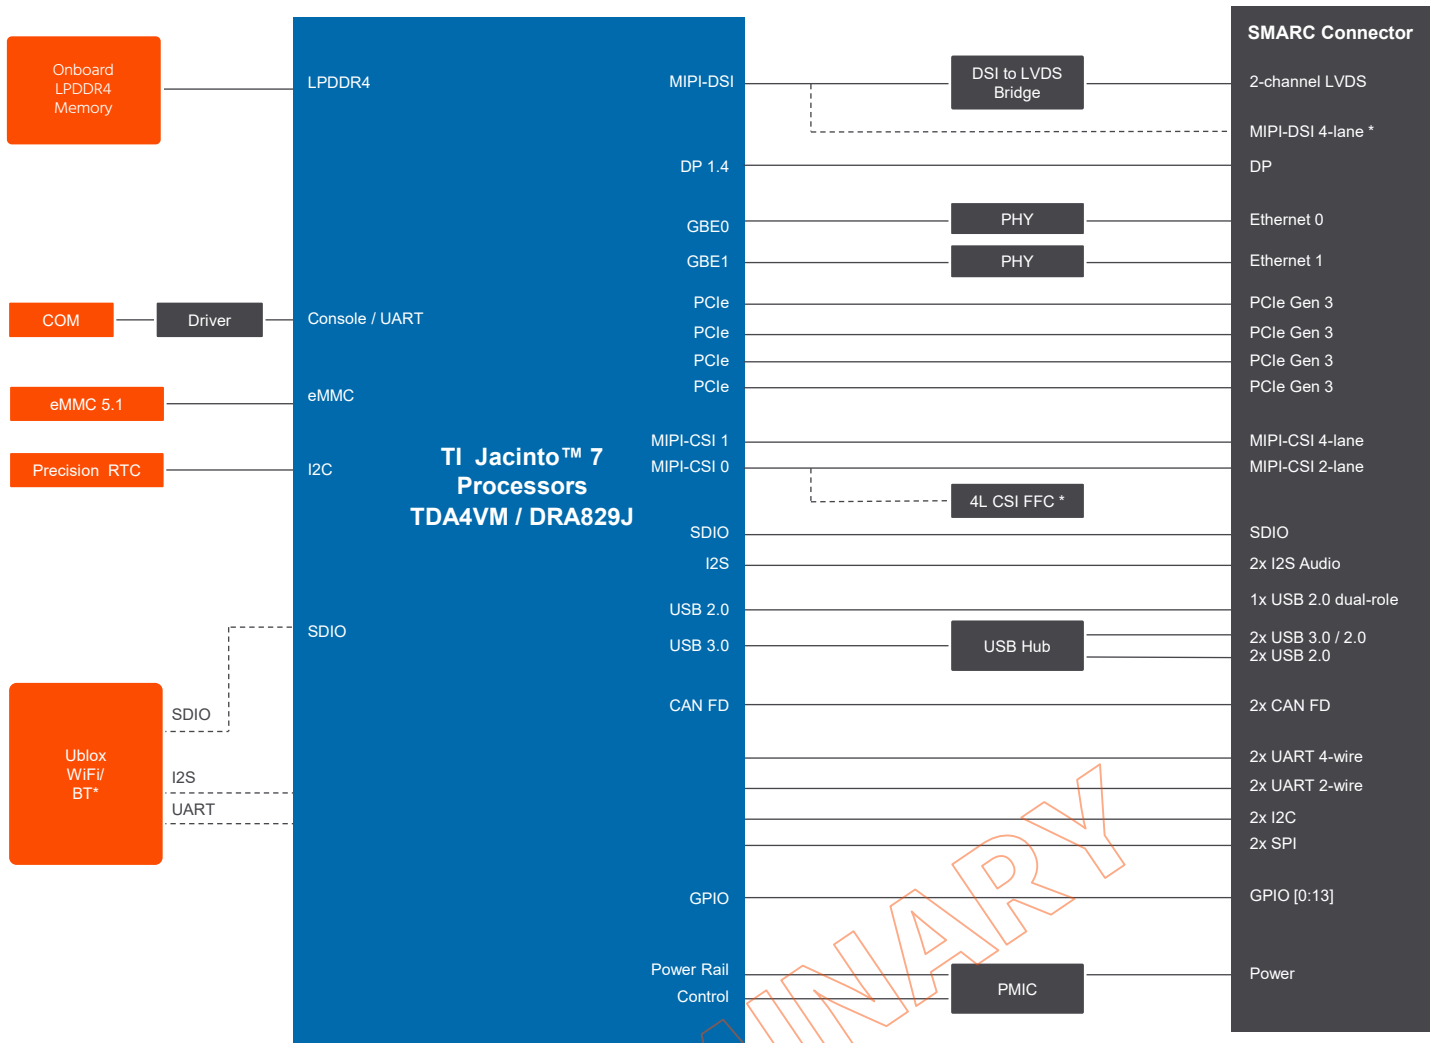 Onboard
LPDDR4
Memory
COM
Driver
eMMC 5.1
Precision RTC
Ublox
WiFi/
BT*
SDIO
I2S
UART
LPDDR4
Console / UART
eMMC
I2C
SDIO
TI Jacinto™ 7
Processors
TDA4VM / DRA829J
MIPI-DSI
DP 1.4
GBE0
GBE1
PCIe
PCIe
PCIe
PCIe
MIPI-CSI 1
MIPI-CSI 0
SDIO
I2S
USB 2.0
USB 3.0
CAN FD
GPIO
Power Rail
Control
DSI to LVDS
Bridge
PHY
PHY
4L CSI FFC *
USB Hub
PMIC
SMARC Connector
2-channel LVDS
MIPI-DSI 4-lane *
DP
Ethernet 0
Ethernet 1
PCIe Gen 3
PCIe Gen 3
PCIe Gen 3
PCIe Gen 3
MIPI-CSI 4-lane
MIPI-CSI 2-lane
SDIO
2x I2S Audio
1x USB 2.0 dual-role
2x USB 3.0 / 2.0
2x USB 2.0
2x CAN FD
2x UART 4-wire
2x UART 2-wire
2x I2C
2x SPI
GPIO [0:13]
Power